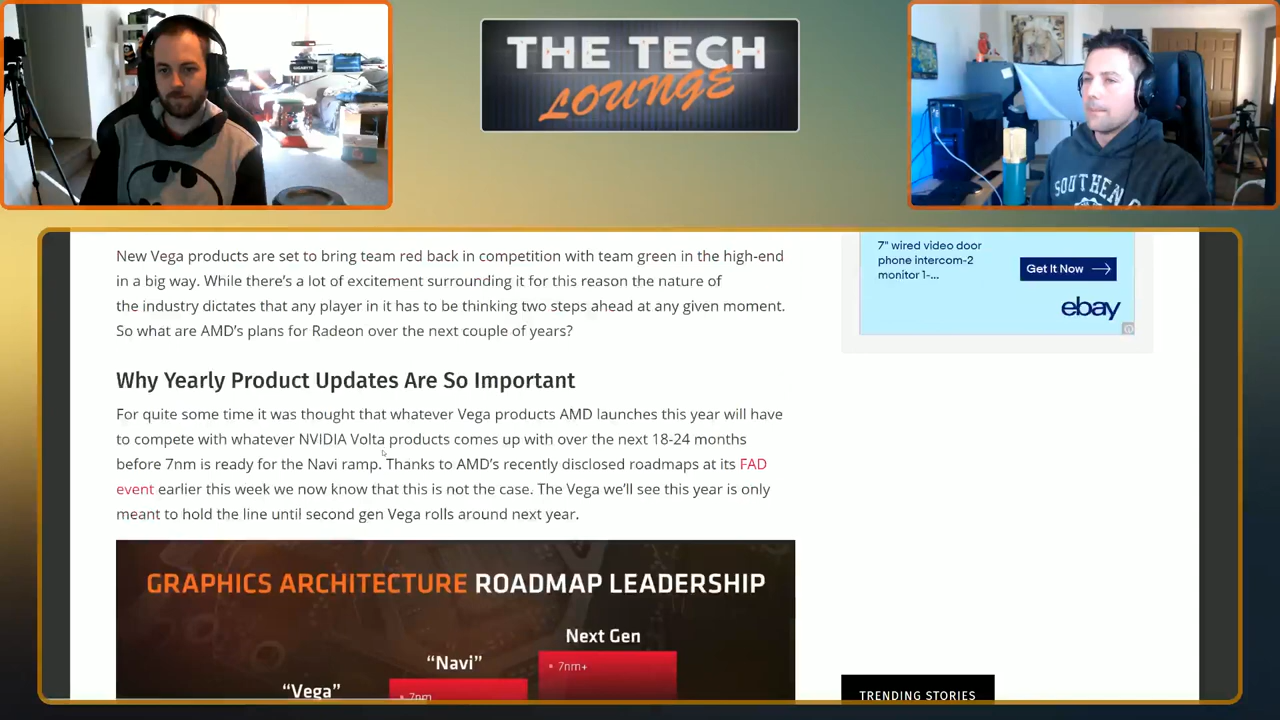 THE TECH
LOUNGE
SOUTHERN
New Vega products are set to bring team red back in competition with team green in the high-end
in a big way. While there's a lot of excitement surrounding it for this reason the nature of
the industry dictates that any player in it has to be thinking two steps ahead at any given moment.
So what are AMD's plans for Radeon over the next couple of years?
Why Yearly Product Updates Are So Important
For quite some time it was thought that whatever Vega products AMD launches this year will have
to compete with whatever NVIDIA Volta products comes up with over the next 18-24 months
before 7nm is ready for the Navi ramp. Thanks to AMD's recently disclosed roadmaps at its FAD
event earlier this week we now know that this is not the case. The Vega we'll see this year is only
meant to hold the line until second gen Vega rolls around next year.
GRAPHICS ARCHITECTURE ROADMAP LEADERSHIP
Next Gen
• 7nm+
“Navi”
• 7nm
“Vega”
7" wired video door
phone intercom-2
monitor 1-...
Get It Now
ebay
TRENDING STORIES